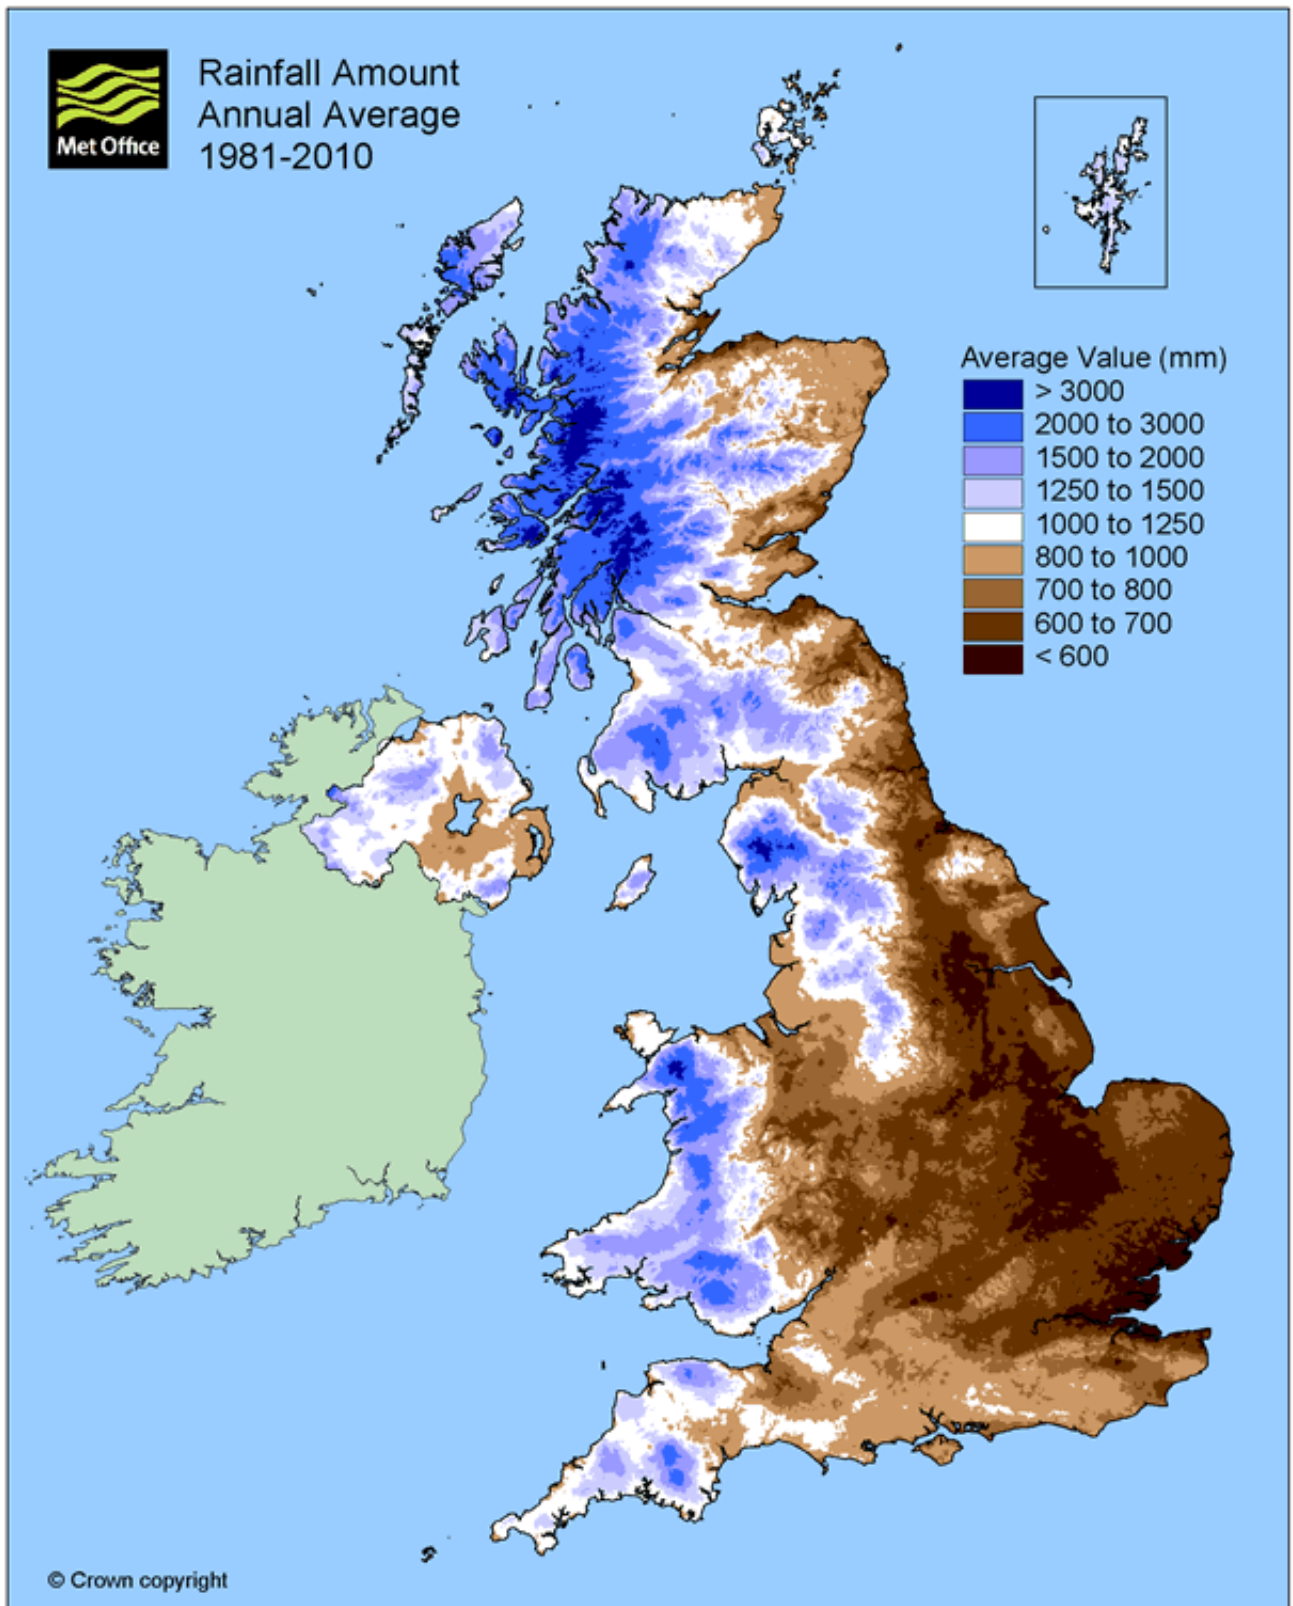 Met Office
Rainfall Amount
Annual Average
1981-2010
Average Value (mm)
> 3000
2000 to 3000
1500 to 2000
1250 to 1500
1000 to 1250
800 to 1000
700 to 800
600 to 700
< 600
© Crown copyright